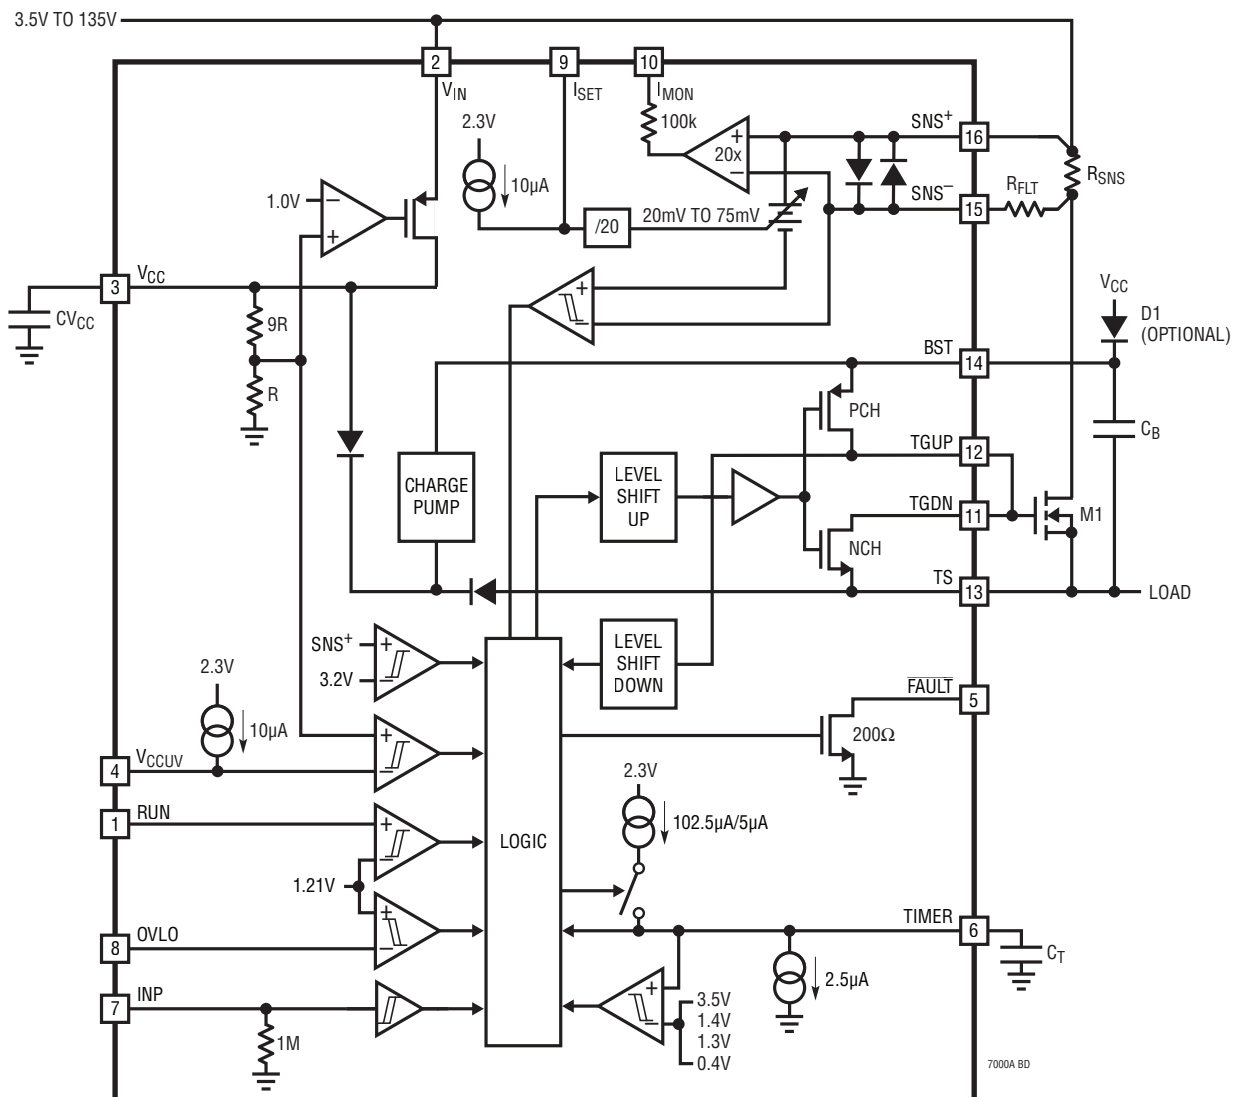 3.5V TO 135V
2
9
10
VIN
ISET
IMON
2.3V
100k
SNS+
16
20x
+
−
10µA
1.0V
−
+
SNS−
15
RFLT
RSNS
/20
20mV TO 75mV
3
VCC
CVCC
9R
R
+
−
VCC
D1
(OPTIONAL)
BST
14
PCH
CB
TGUP
12
CHARGE
PUMP
LEVEL
SHIFT
UP
TGDN
11
M1
NCH
TS
13
LOAD
SNS+
3.2V
+
−
LEVEL
SHIFT
DOWN
2.3V
10µA
FAULT
5
200Ω
4
VCCUV
+
−
2.3V
102.5µA/5µA
1
RUN
+
−
LOGIC
1.21V
+
−
8
OVLO
TIMER
6
CT
2.5µA
7
INP
1M
+
−
3.5V
1.4V
1.3V
0.4V
7000A BD